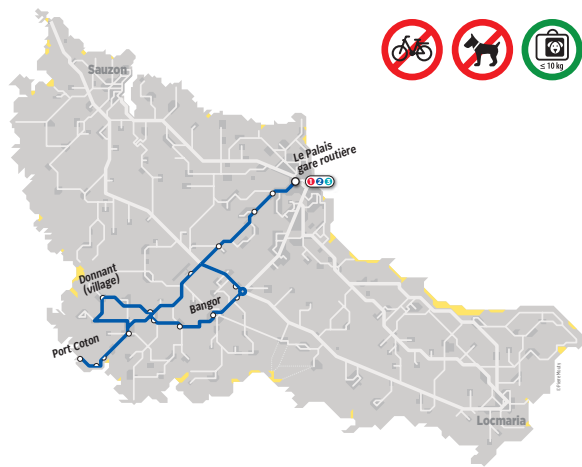 Sauzon
≤ 10 kg
Le Palais
gare routière
1 2 3
Donnant
(village)
Bangor
Port Coton
Locmaria